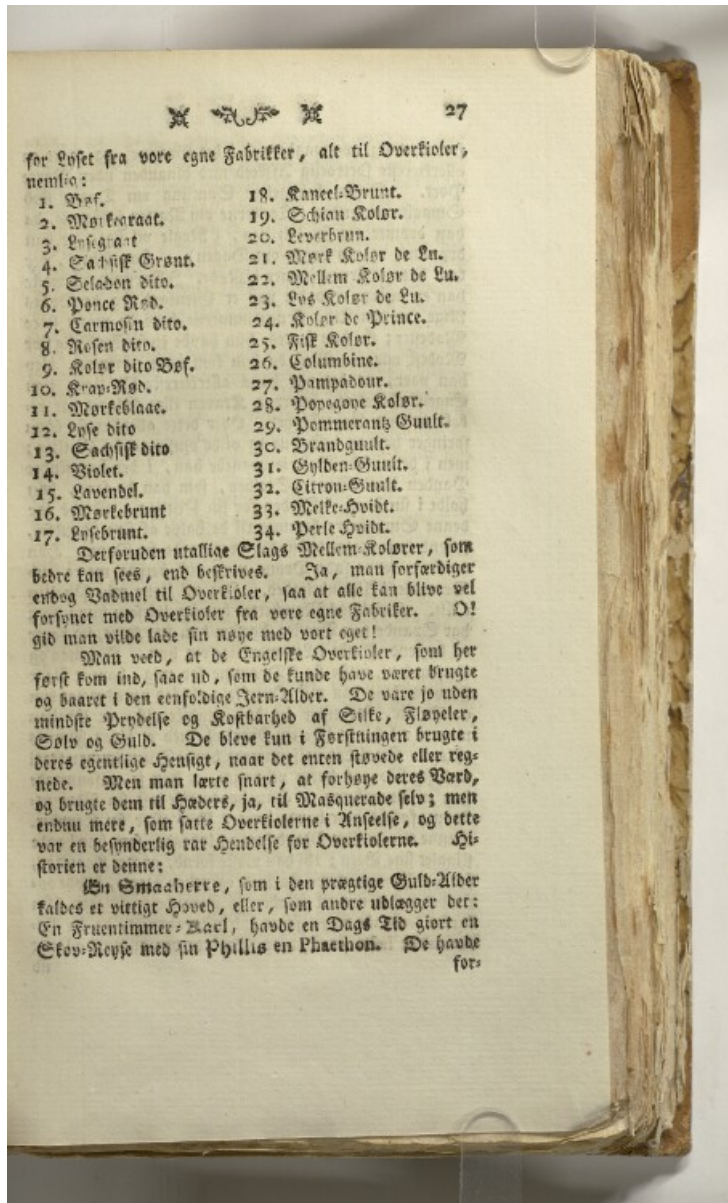 27
for Lyset fra vore egne Fabrikker, alt til Overkioler,
nemlig:
1. Bøf.
2. Mørkegraat.
3. Lysegraat
4. Sachsisk Grønt.
5. Seladon dito.
6. Ponce Rød.
7. Carmosin dito.
8. Rosen dito.
9. Kolør dito Bøf.
10. Krap-Rød.
11. Mørkeblaae.
12. Lyse dito
13. Sachsisk dito
14. Violet.
15. Lavendel.
16. Mørkebrunt
17. Lysebrunt.
18. Kaneel-Brunt.
19. Schian Kolør.
20. Leverbrun.
21. Mørk Kolør de Lu.
22. Mellem Kolør de Lu.
23. Lys Kolør de Lu.
24. Kolør de Prince.
25. Fisk Kolør.
26. Columbine.
27. Pampadour.
28. Popegoye Kolør.
29. Pommerantz Guult.
30. Brandguult.
31. Gylden-Guult.
32. Citron-Guult.
33. Melke-Hvidt.
34. Perle Hvidt.
Derforuden utallige Slags Mellem-Kolører, som
bedre kan sees, end beskrives. Ja, man forfærdiger
endog Vadmel til Overkioler, saa at alle kan blive vel
forsynet med Overkioler fra vore egne Fabriker. O!
gid man vilde lade sin nøye med vort eget!
Man veed, at de Engelske Overkioler, som her
først kom ind, saae ud, som de kunde have været brugte
og baaret i den eenfoldige Jern-Alder. De vare jo uden
mindste Prydelse og Kostbarhed af Silke, Fløyeler,
Sølv og Guld. De bleve kun i Førstningen brugte i
deres egentlige Hensigt, naar det enten støvede eller reg-
nede. Men man lærte snart, at forhøye deres Værd,
og brugte dem til Hæders, ja, til Masquerade selv; men
endnu mere, som satte Overkiolerne i Anseelse, og dette
var en besynderlig rar Hendelse for Overkiolerne. Hi-
storien er denne:
En Smaaherre, som i den prægtige Guld-Alder
kaldes et vittigt Hoved, eller, som andre udlægger det:
En Fruentimmer-Karl, havde en Dags Tid giort en
Skov-Reyse med sin Phillis en Phaethon. De havde
for-